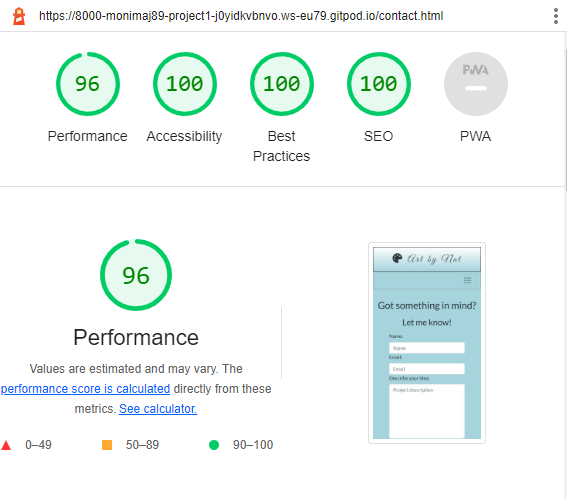 https://8000-monimaj89-project1-j0yidkvbnvo.ws-eu79.gitpod.io/contact.html
96 100 100 100 PWA
Performance Accessibility Best Practices SEO PWA
96
Performance
Values are estimated and may vary. The
performance score is calculated directly from these
metrics. See calculator.
0–49 50–89 90–100
Art by Nat
Got something in mind?
Let me know!
Name:
Name
Email:
Email
Describe your idea:
Project description